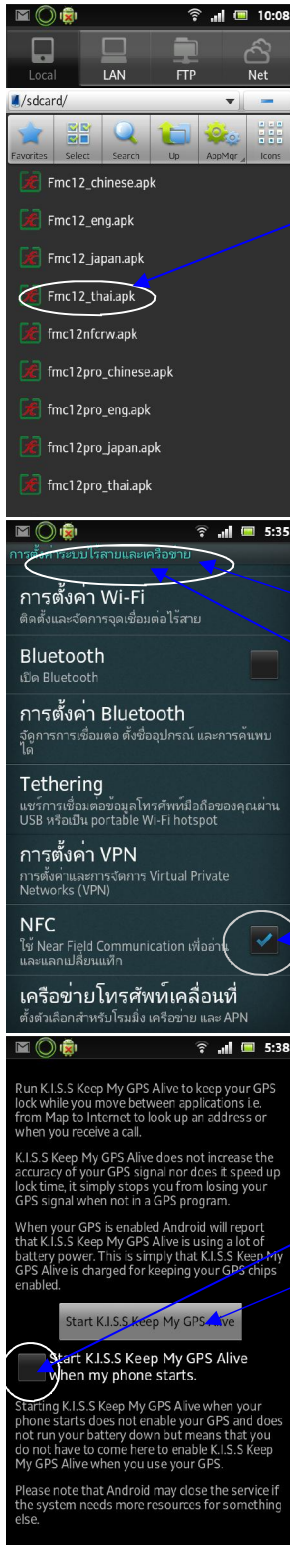 10:08
Local LAN FTP Net
/sdcard/
Favorites Select Search Up AppMgr Icons
Fmc12_chinese.apk
Fmc12_eng.apk
Fmc12_japan.apk
Fmc12_thai.apk
fmc12nfcrw.apk
fmc12pro_chinese.apk
fmc12pro_eng.apk
fmc12pro_japan.apk
fmc12pro_thai.apk
5:35
การตั้งค่าระบบไร้สายและเครือข่าย
การตั้งค่า Wi-Fi
ติดตั้งและจัดการจุดเชื่อมต่อไร้สาย
Bluetooth
เปิด Bluetooth
การตั้งค่า Bluetooth
จัดการการเชื่อมต่อ ตั้งชื่ออุปกรณ์ และการค้นพบ
ได้
Tethering
แชร์การเชื่อมต่อข้อมูลโทรศัพท์มือถือของคุณผ่าน
USB หรือเป็น portable Wi-Fi hotspot
การตั้งค่า VPN
การตั้งค่าและการจัดการ Virtual Private
Networks (VPN)
NFC
ใช้ Near Field Communication เพื่ออ่าน
และแลกเปลี่ยนแท็ก
เครือข่ายโทรศัพท์เคลื่อนที่
ตั้งตัวเลือกสำหรับโรมมิ่ง เครือข่าย และ APN
5:38
Run K.I.S.S Keep My GPS Alive to keep your GPS
lock while you move between applications i.e.
from Map to Internet to look up an address or
when you receive a call.
K.I.S.S Keep My GPS Alive does not increase the
accuracy of your GPS signal nor does it speed up
lock time, it simply stops you from losing your
GPS signal when not in a GPS program.
When your GPS is enabled Android will report
that K.I.S.S Keep My GPS Alive is using a lot of
battery power. This is simply that K.I.S.S Keep My
GPS Alive is charged for keeping your GPS chips
enabled.
Start K.I.S.S Keep My GPS Alive
Start K.I.S.S Keep My GPS Alive
when my phone starts.
Starting K.I.S.S Keep My GPS Alive when your
phone starts does not enable your GPS and does
not run your battery down but means that you
do not have to come here to enable K.I.S.S Keep
My GPS Alive when you use your GPS.
Please note that Android may close the service if
the system needs more resources for something
else.